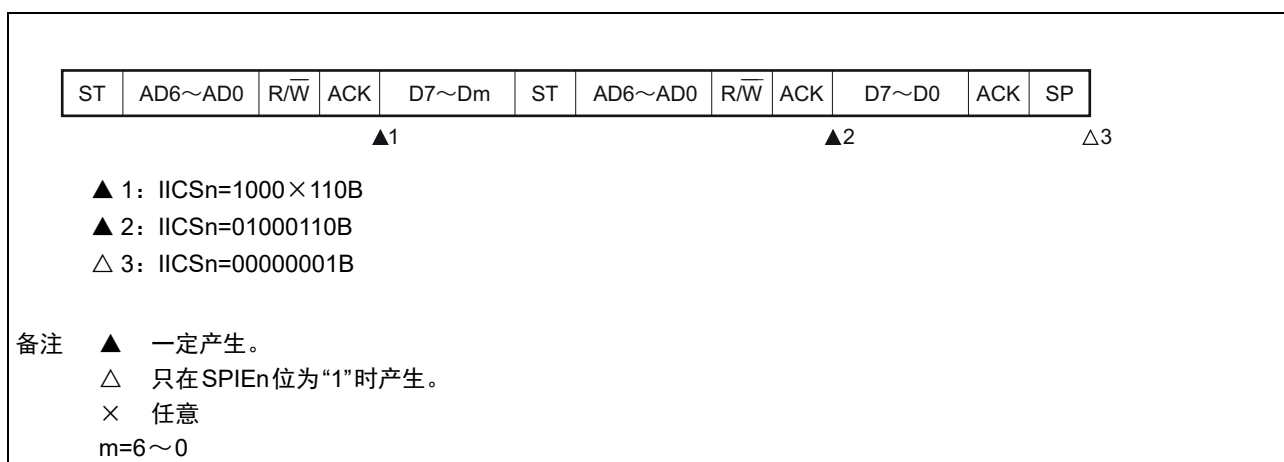 ST AD6～AD0 R/W̅ ACK D7～Dm ST AD6～AD0 R/W̅ ACK D7～D0 ACK SP
▲1 ▲2 △3
▲ 1：IICSn=1000×110B
▲ 2：IICSn=01000110B
△ 3：IICSn=00000001B
备注 ▲ 一定产生。
△ 只在SPIEn位为“1”时产生。
× 任意
m=6～0